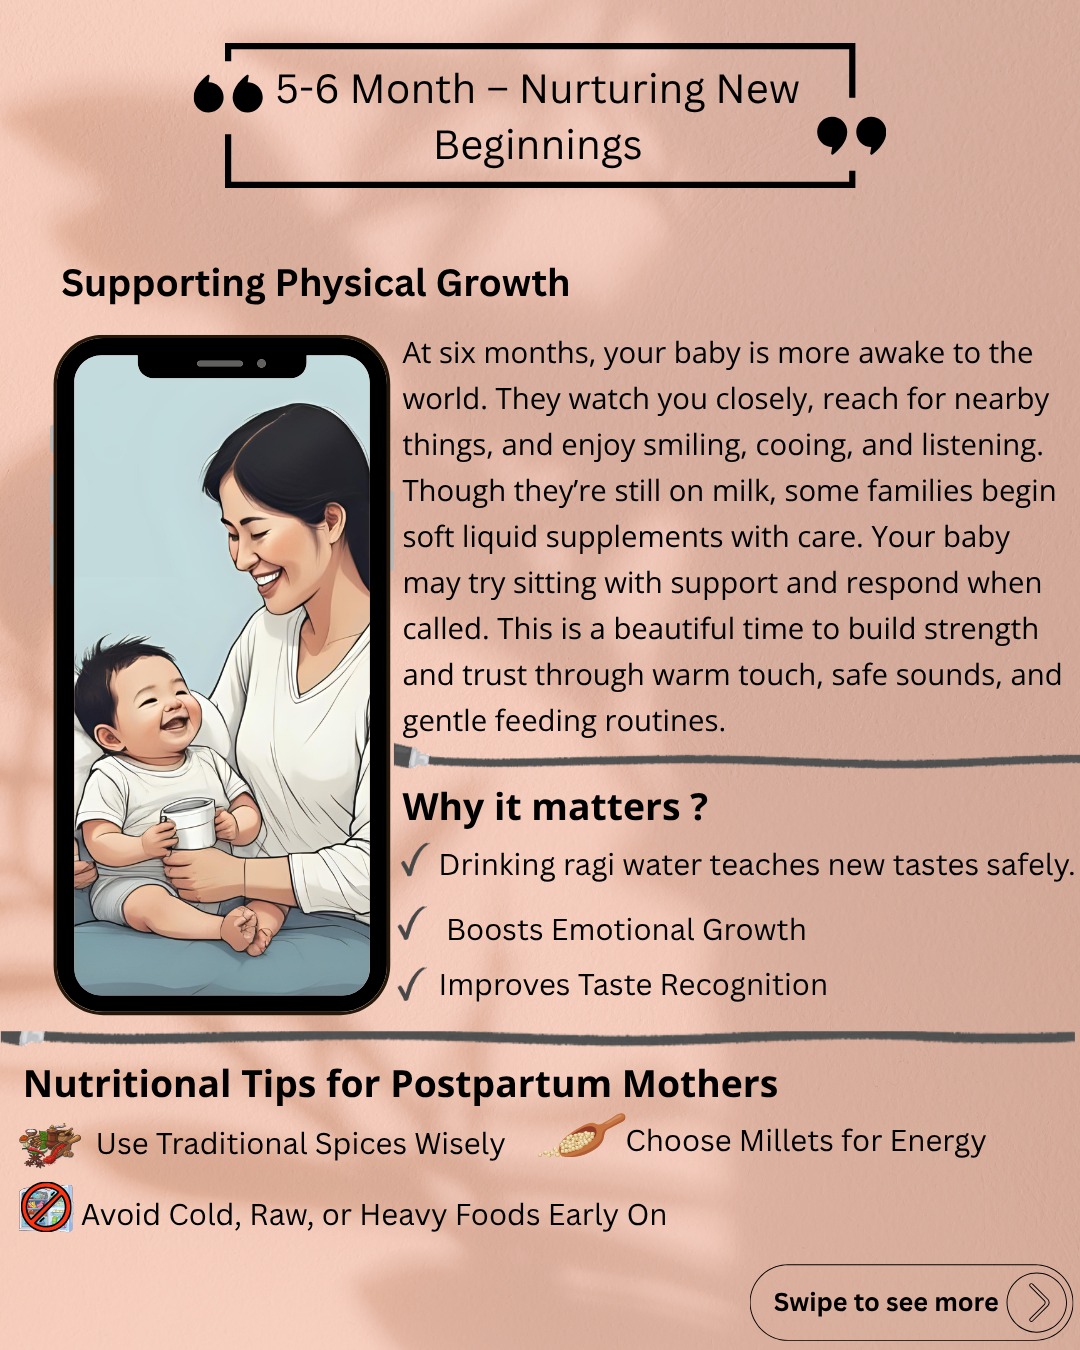 5-6 Month – Nurturing New
Beginnings
Supporting Physical Growth
At six months, your baby is more awake to the
world. They watch you closely, reach for nearby
things, and enjoy smiling, cooing, and listening.
Though they’re still on milk, some families begin
soft liquid supplements with care. Your baby
may try sitting with support and respond when
called. This is a beautiful time to build strength
and trust through warm touch, safe sounds, and
gentle feeding routines.
Why it matters ?
Drinking ragi water teaches new tastes safely.
Boosts Emotional Growth
Improves Taste Recognition
Nutritional Tips for Postpartum Mothers
Use Traditional Spices Wisely
Choose Millets for Energy
Avoid Cold, Raw, or Heavy Foods Early On
Swipe to see more